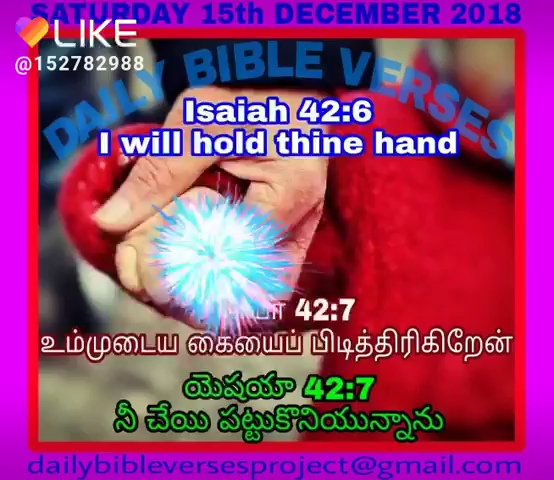 SATURDAY 15th DECEMBER 2018
LIKE
@152782988
DAILY BIBLE VERSES
Isaiah 42:6
I will hold thine hand
42:7
உம்முடைய கையைப் பிடித்திரிகிறேன்
యెషయా 42:7
నీ చేయి పట్టుకొనియున్నాను
dailybibleversesproject@gmail.com